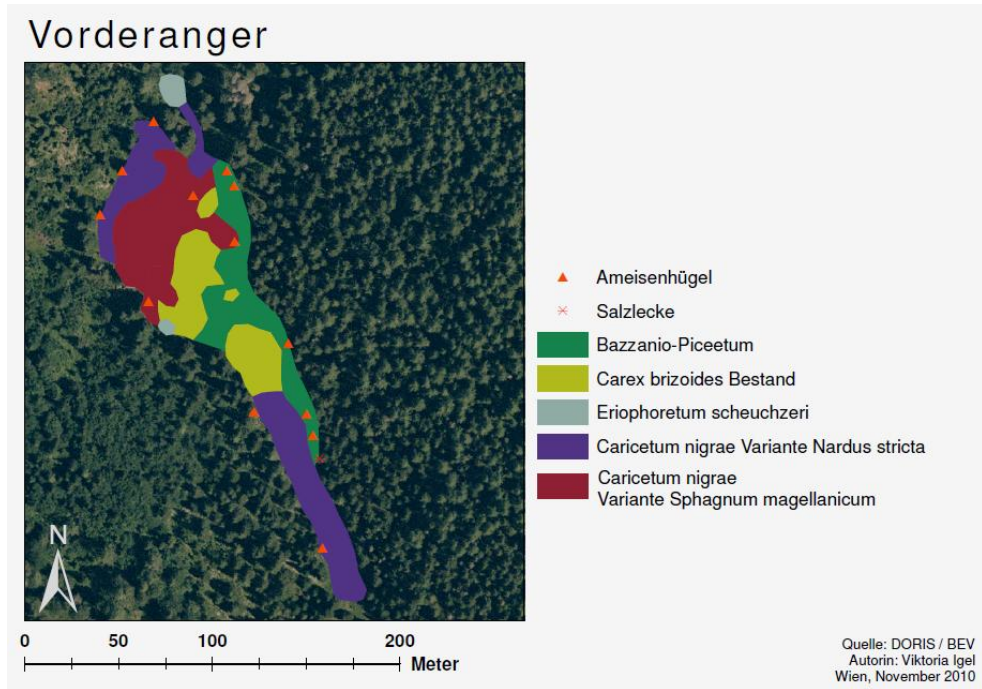 Vorderanger
N
Ameisenhügel
Salzlecke
Bazzanio-Piceetum
Carex brizoides Bestand
Eriophoretum scheuchzeri
Caricetum nigrae Variante Nardus stricta
Caricetum nigrae
Variante Sphagnum magellanicum
0 50 100 200
Meter
Quelle: DORIS / BEV
Autorin: Viktoria Igel
Wien, November 2010